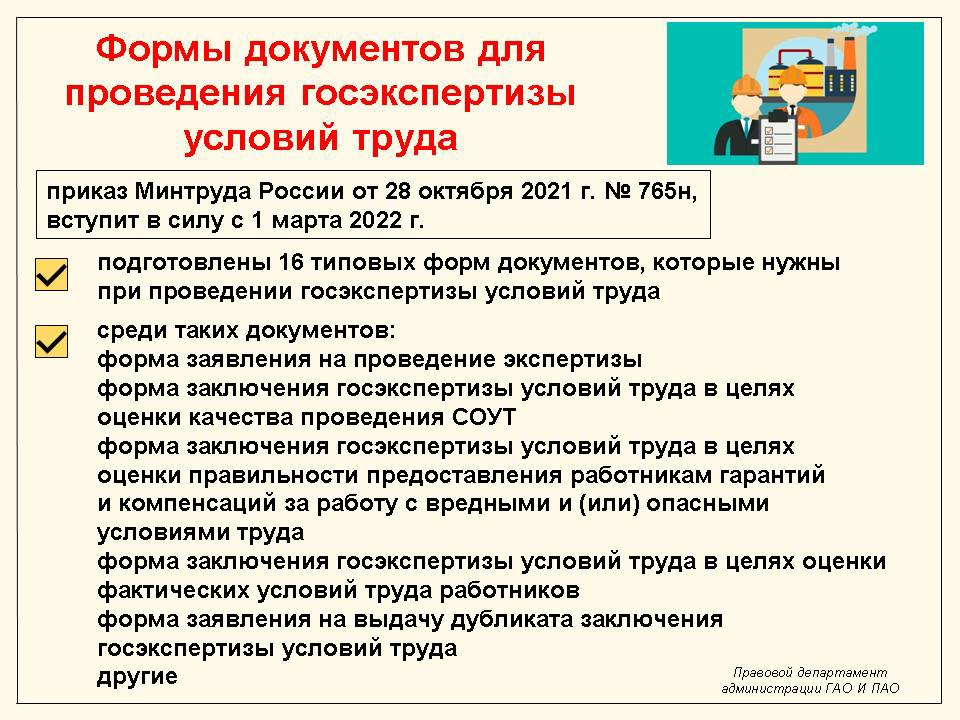 Формы документов для
проведения госэкспертизы
условий труда
приказ Минтруда России от 28 октября 2021 г. № 765н,
вступит в силу с 1 марта 2022 г.
подготовлены 16 типовых форм документов, которые нужны
при проведении госэкспертизы условий труда
среди таких документов:
форма заявления на проведение экспертизы
форма заключения госэкспертизы условий труда в целях
оценки качества проведения СОУТ
форма заключения госэкспертизы условий труда в целях
оценки правильности предоставления работникам гарантий
и компенсаций за работу с вредными и (или) опасными
условиями труда
форма заключения госэкспертизы условий труда в целях оценки
фактических условий труда работников
форма заявления на выдачу дубликата заключения
госэкспертизы условий труда
другие
Правовой департамент
администрации ГАО И ПАО